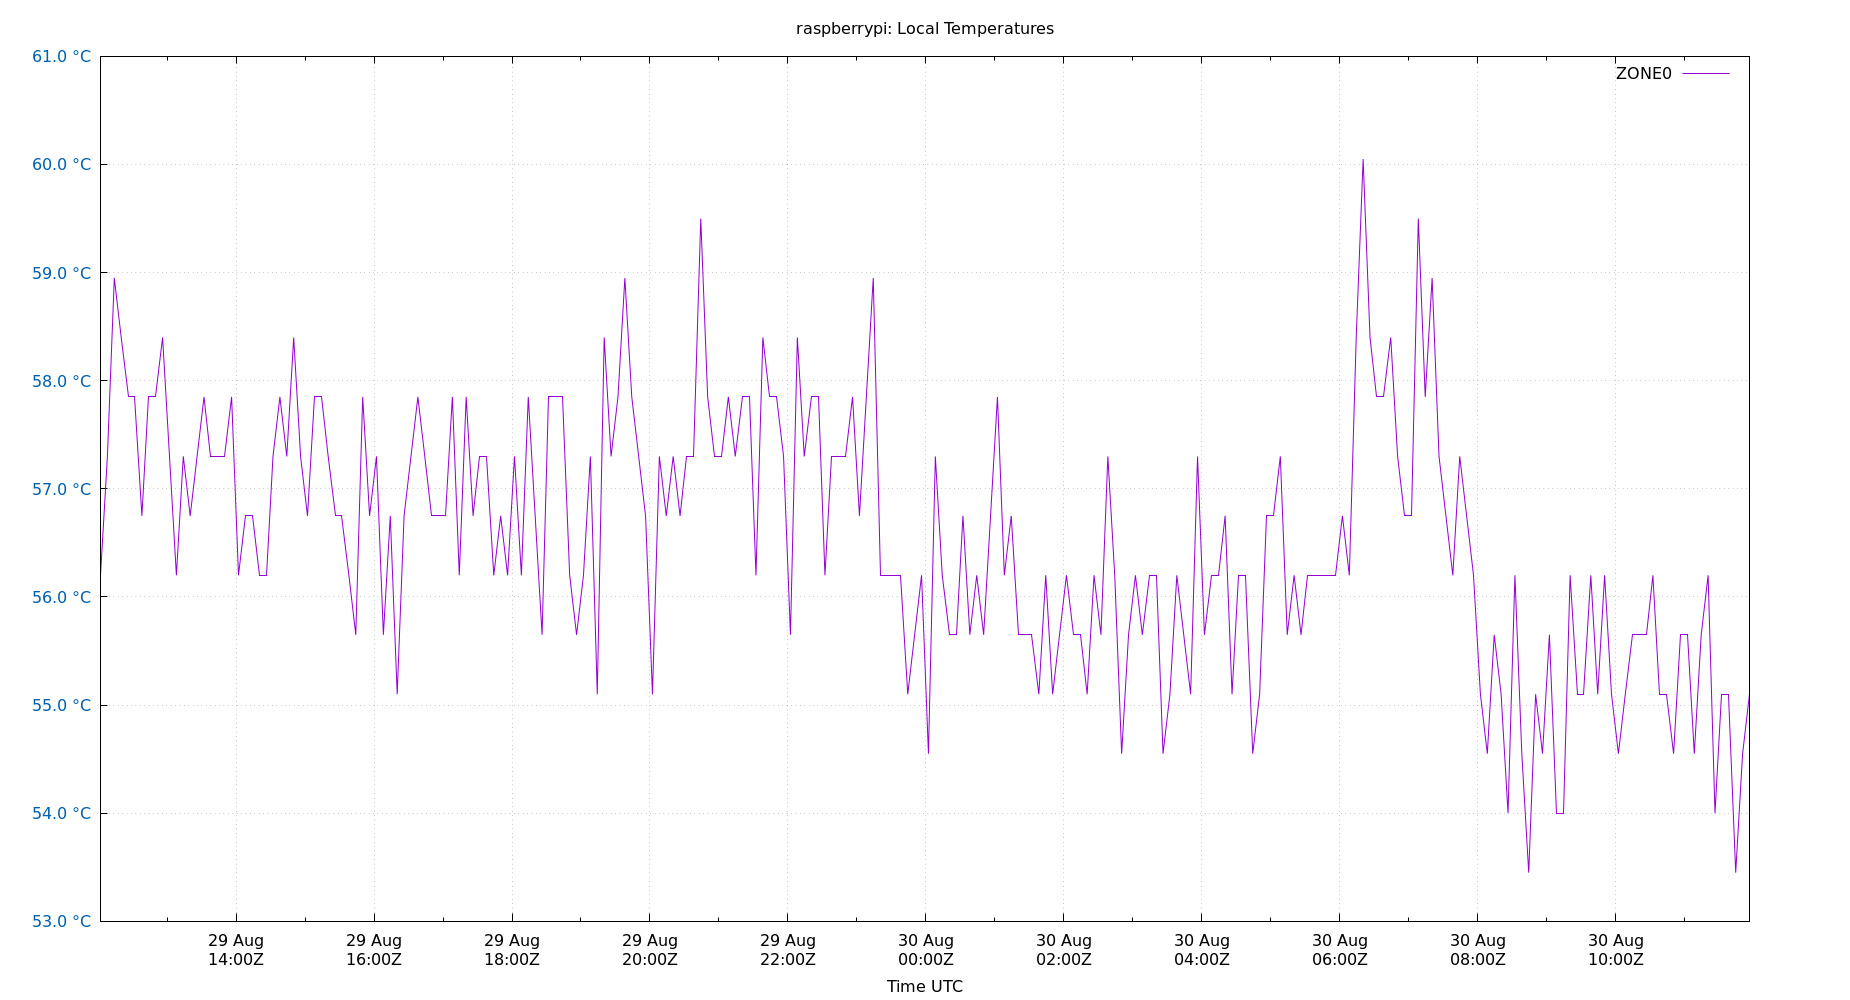 raspberrypi: Local Temperatures
61.0 °C
ZONE0
60.0 °C
59.0 °C
58.0 °C
57.0 °C
56.0 °C
55.0 °C
54.0 °C
53.0 °C
29 Aug 29 Aug 29 Aug 29 Aug 29 Aug 30 Aug 30 Aug 30 Aug 30 Aug 30 Aug 30 Aug
14:00Z 16:00Z 18:00Z 20:00Z 22:00Z 00:00Z 02:00Z 04:00Z 06:00Z 08:00Z 10:00Z
Time UTC